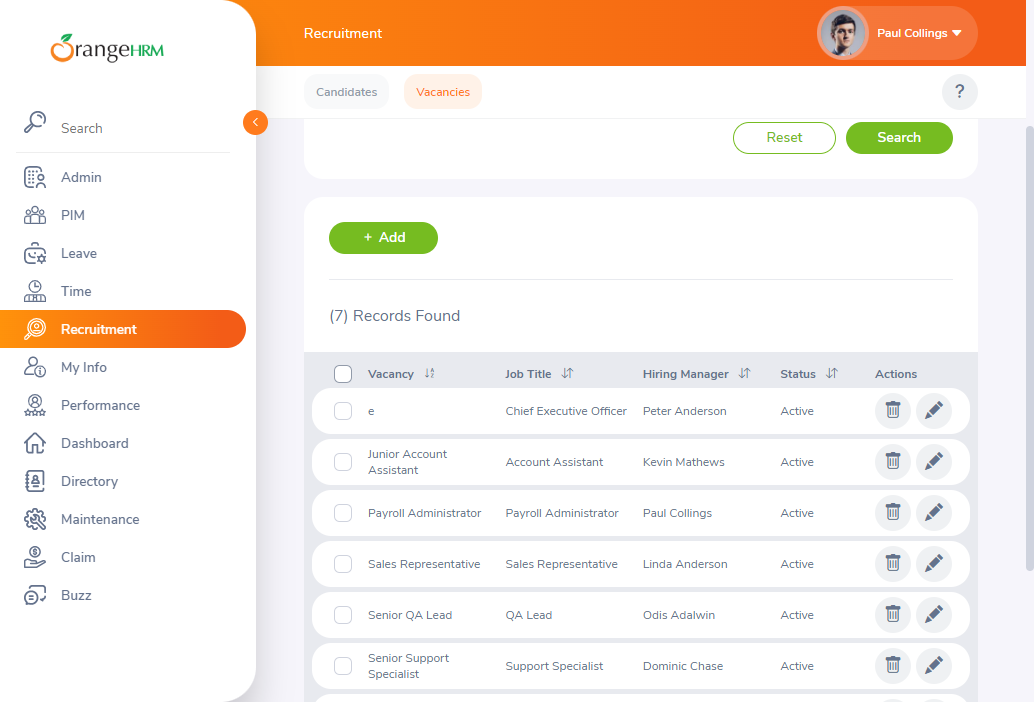 OrangeHRM
Recruitment
Paul Collings
Candidates
Vacancies
?
Search
Admin
PIM
Leave
Time
Recruitment
My Info
Performance
Dashboard
Directory
Maintenance
Claim
Buzz
Reset
Search
+ Add
(7) Records Found
Vacancy Job Title Hiring Manager Status Actions
e Chief Executive Officer Peter Anderson Active
Junior Account
Assistant Account Assistant Kevin Mathews Active
Payroll Administrator Payroll Administrator Paul Collings Active
Sales Representative Sales Representative Linda Anderson Active
Senior QA Lead QA Lead Odis Adalwin Active
Senior Support
Specialist Support Specialist Dominic Chase Active